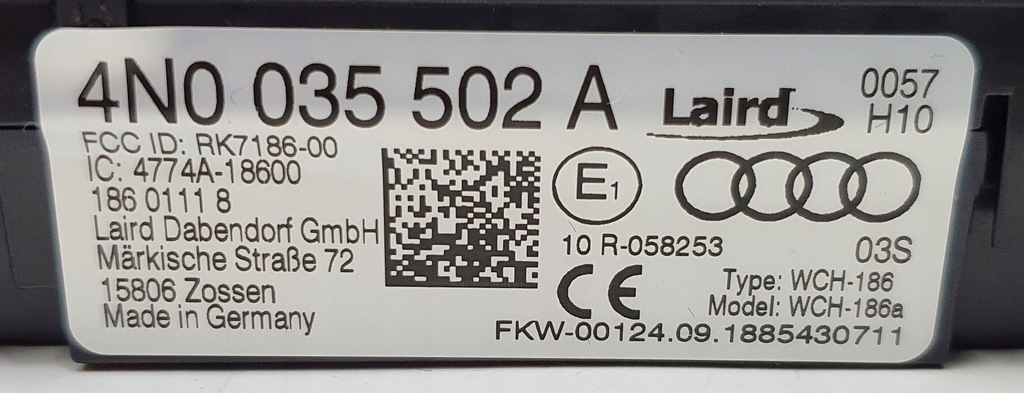 4N0 035 502 A
Laird
0057
H10
FCC ID: RK7186-00
IC: 4774A-18600
186 0111 8
Laird Dabendorf GmbH
Märkische Straße 72
15806 Zossen
Made in Germany
E1
10 R-058253
CE
03S
Type: WCH-186
Model: WCH-186a
FKW-00124.09.1885430711